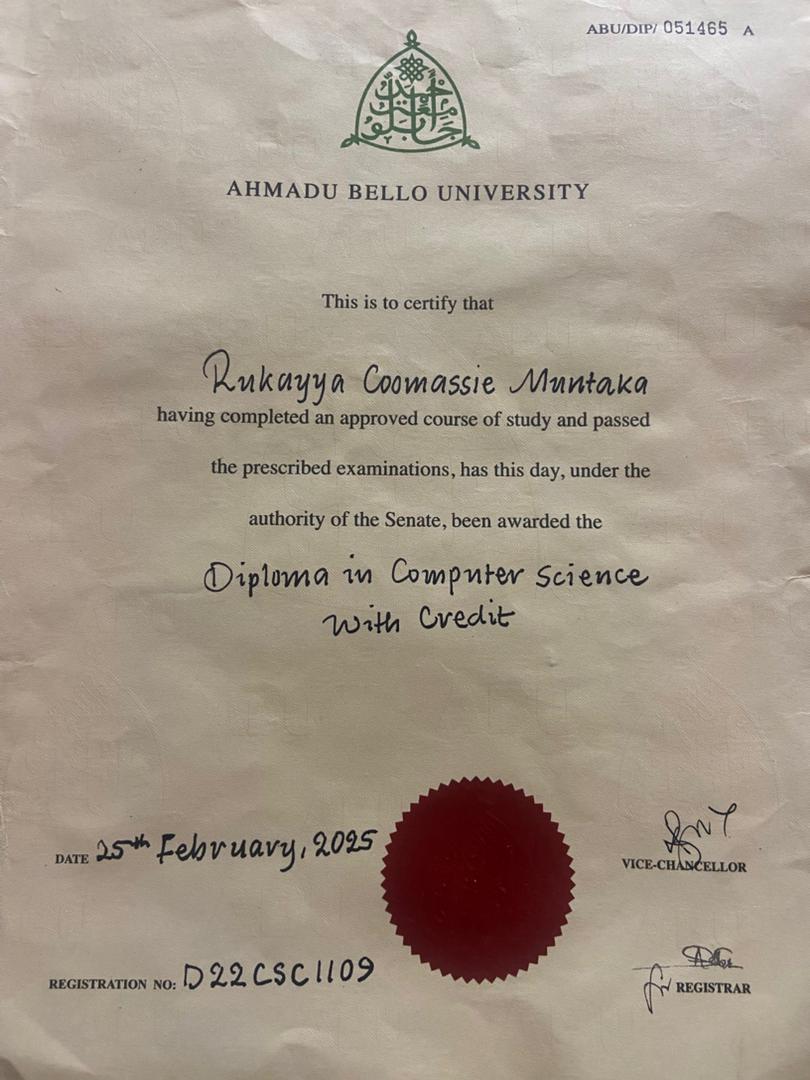 ABU/DIP/ 051465 A
AHMADU BELLO UNIVERSITY
This is to certify that
Rukayya Coomassie Muntaka
having completed an approved course of study and passed
the prescribed examinations, has this day, under the
authority of the Senate, been awarded the
Diploma in Computer Science
With Credit
DATE 25th February, 2025
VICE-CHANCELLOR
REGISTRATION NO: D22CSC1109
for REGISTRAR